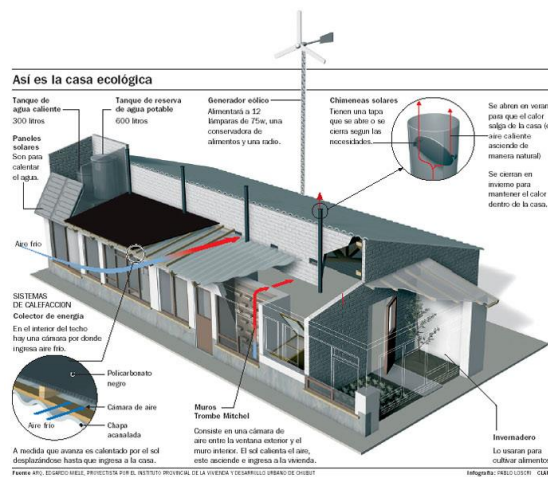 Así es la casa ecológica
Tanque de
agua caliente
300 litros
Tanque de reserva
de agua potable
600 litros
Generador eólico
Alimentará a 12
lámparas de 75w, una
conservadora de
alimentos y una radio.
Chimeneas solares
Tienen una tapa
que se abre o se
cierra segun las
necesidades.
Se abren en veran
para que el calor
salga de la casa (e
aire caliente
asciende de
manera natural)
Se cierran en
invierno para
mantener el calor
dentro de la casa.
Paneles
solares
Son para
calentar
el agua.
Aire frío
SISTEMAS
DE CALEFACCION
Colector de energía
En el interior del techo
hay una cámara por donde
ingresa aire frío.
Policarbonato
negro
Cámara de aire
Aire frío
Chapa
acanalada
A medida que avanza es calentado por el sol
desplazándose hasta que ingresa a la casa.
Muros
Trombe Mitchel
Consiste en una cámara de
aire entre la ventana exterior y el
muro interior. El sol calienta el aire,
este asciende e ingresa a la vivienda.
Invernadero
Lo usaran para
cultivar alimentos
Fuente ARQ. EDGARDO MIELE, PROYECTISTA POR EL INSTITUTO PROVINCIAL DE LA VIVIENDA Y DESARROLLO URBANO DE CHUBUT
Infografía: PABLO LOSCRI CLA